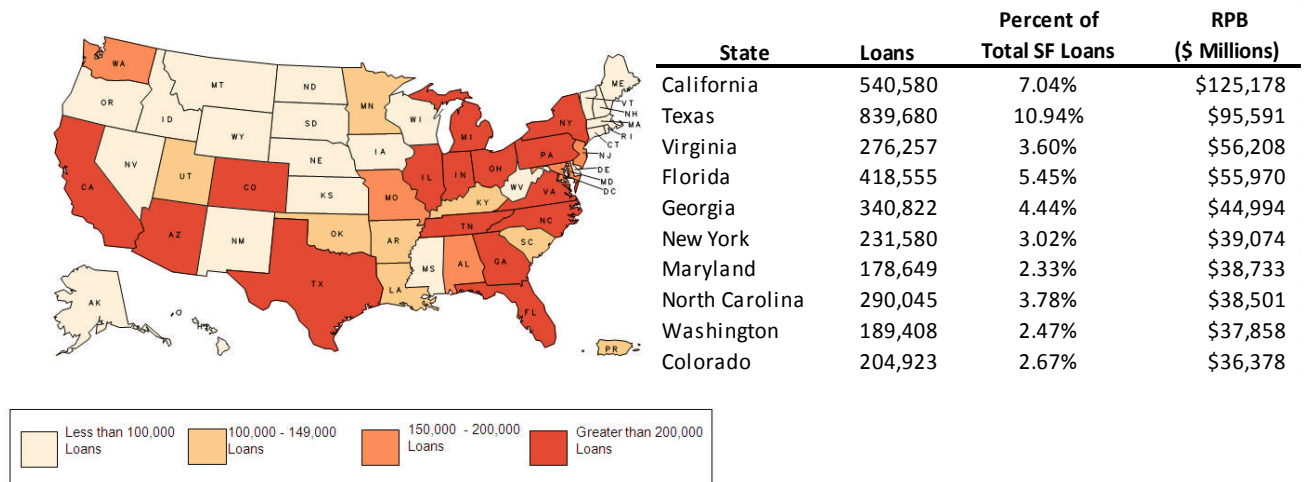 WA
MT
ND
MN
ME
OR
ID
SD
WI
VT
NH
WY
MI
NY
MA
RI
CT
NV
NE
IA
PA
NJ
UT
CO
IL
IN
OH
DE
MD
DC
CA
KS
MO
WV
VA
KY
AZ
NM
OK
TN
NC
AR
SC
TX
MS
AL
GA
LA
FL
AK
PR
State Loans Percent of Total SF Loans RPB ($ Millions)
California 540,580 7.04% $125,178
Texas 839,680 10.94% $95,591
Virginia 276,257 3.60% $56,208
Florida 418,555 5.45% $55,970
Georgia 340,822 4.44% $44,994
New York 231,580 3.02% $39,074
Maryland 178,649 2.33% $38,733
North Carolina 290,045 3.78% $38,501
Washington 189,408 2.47% $37,858
Colorado 204,923 2.67% $36,378
Less than 100,000
Loans
100,000 - 149,000
Loans
150,000 - 200,000
Loans
Greater than 200,000
Loans